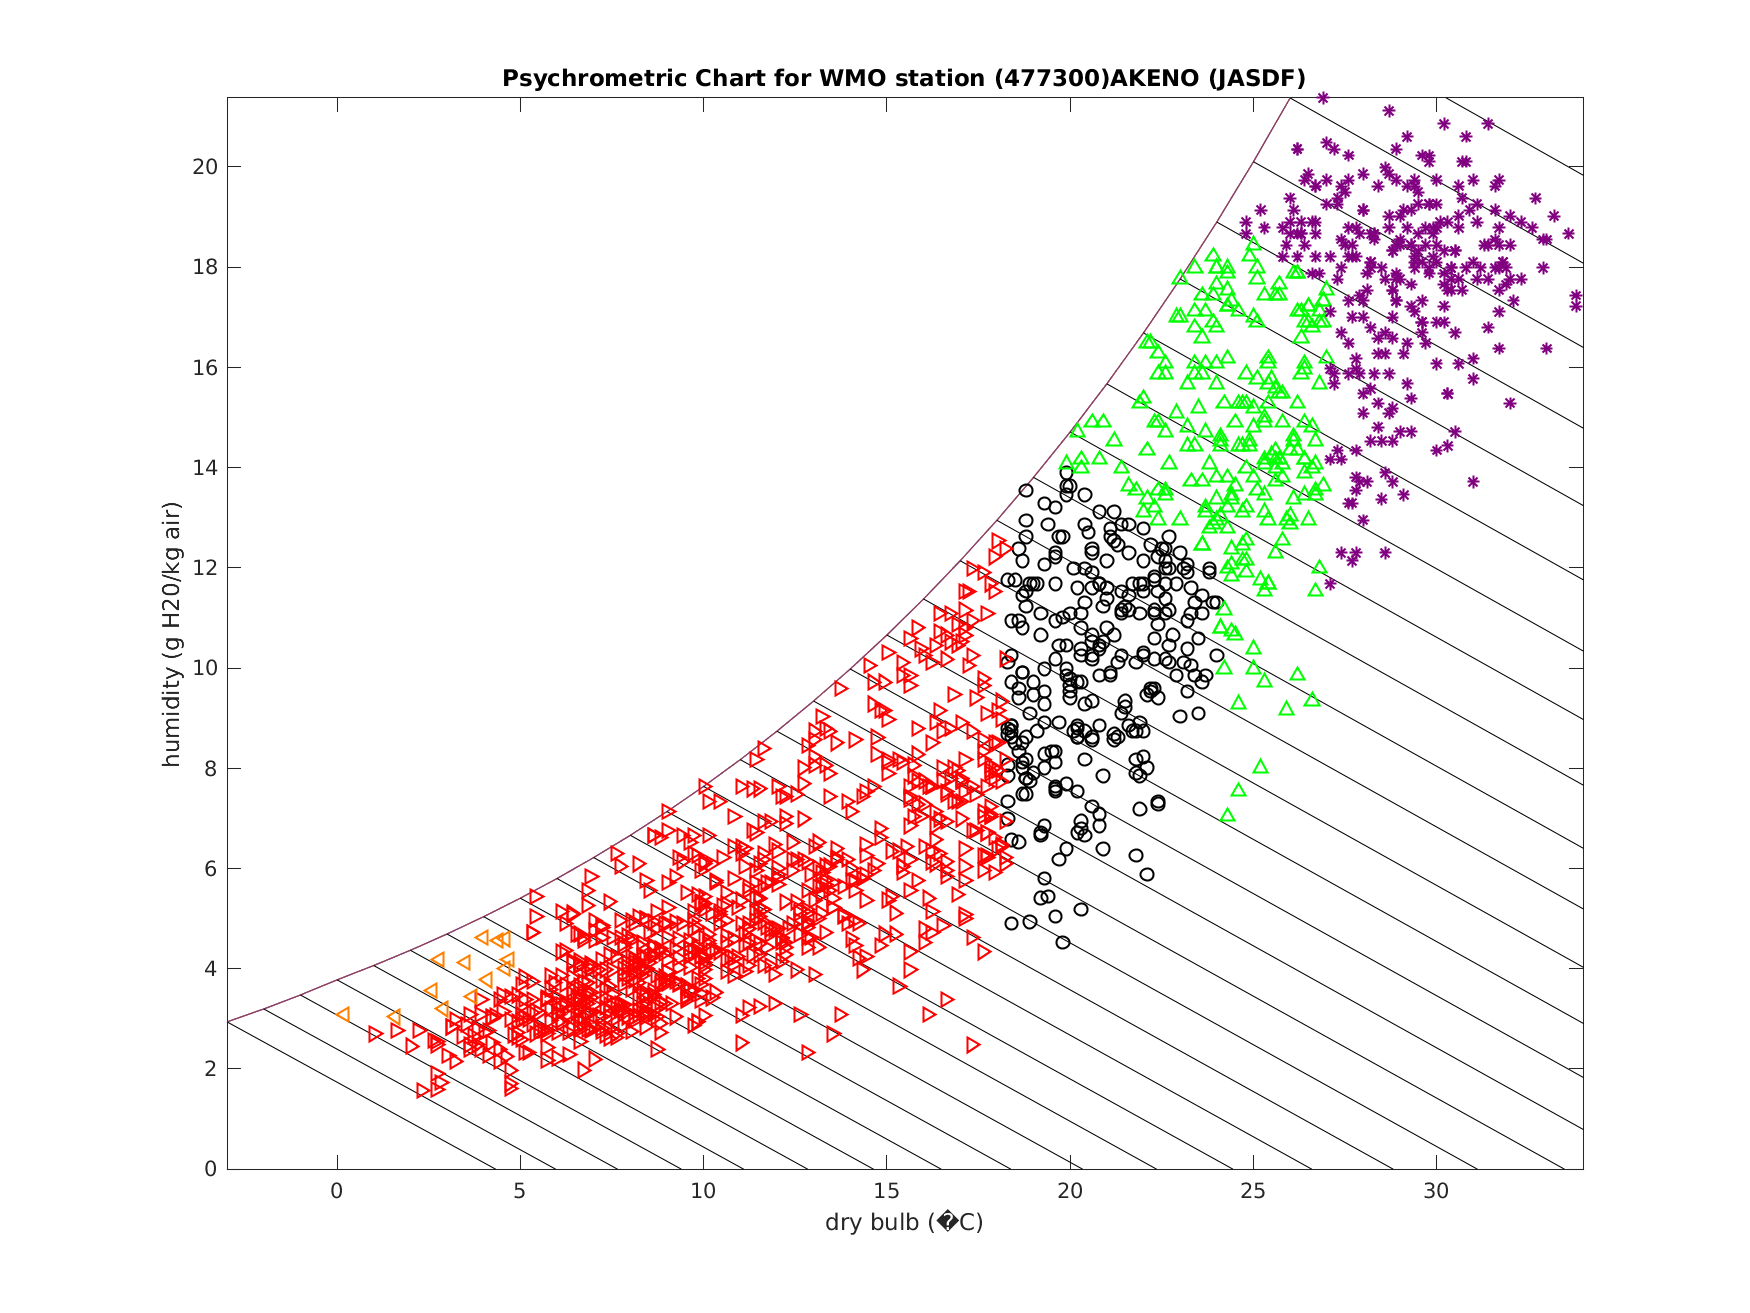 Psychrometric Chart for WMO station (477300)AKENO (JASDF)
humidity (g H20/kg air)
20
18
16
14
12
10
8
6
4
2
0
0 5 10 15 20 25 30
dry bulb (�C)